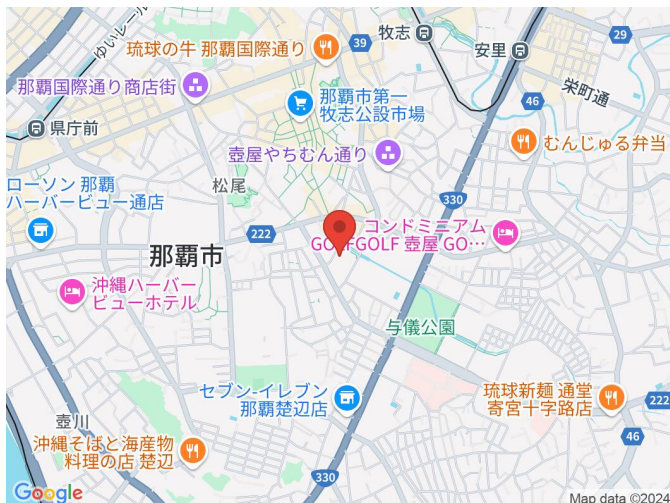 ゆいレール
琉球の牛 那覇国際通り
39
牧志
安里
29
那覇国際通り商店街
46
栄町通
県庁前
那覇市第一
牧志公設市場
むんじゅる弁当
壺屋やちむん通り
松尾
ローソン 那覇
ハーバービュー通店
330
222
コンドミニアム
GOLFGOLF 壺屋 GO…
那覇市
沖縄ハーバー
ビューホテル
与儀公園
セブン-イレブン
那覇楚辺店
琉球新麺 通堂
寄宮十字路店
222
壺川
沖縄そばと海産物
料理の店 楚辺
46
330
Google
Map data ©2024